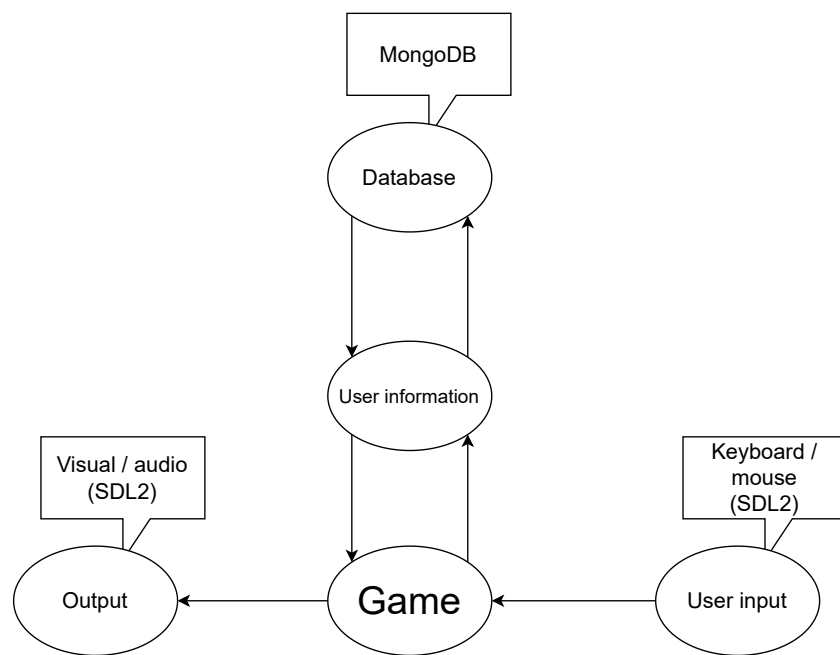 MongoDB
Database
User information
Visual / audio
(SDL2)
Keyboard /
mouse
(SDL2)
Output
Game
User input